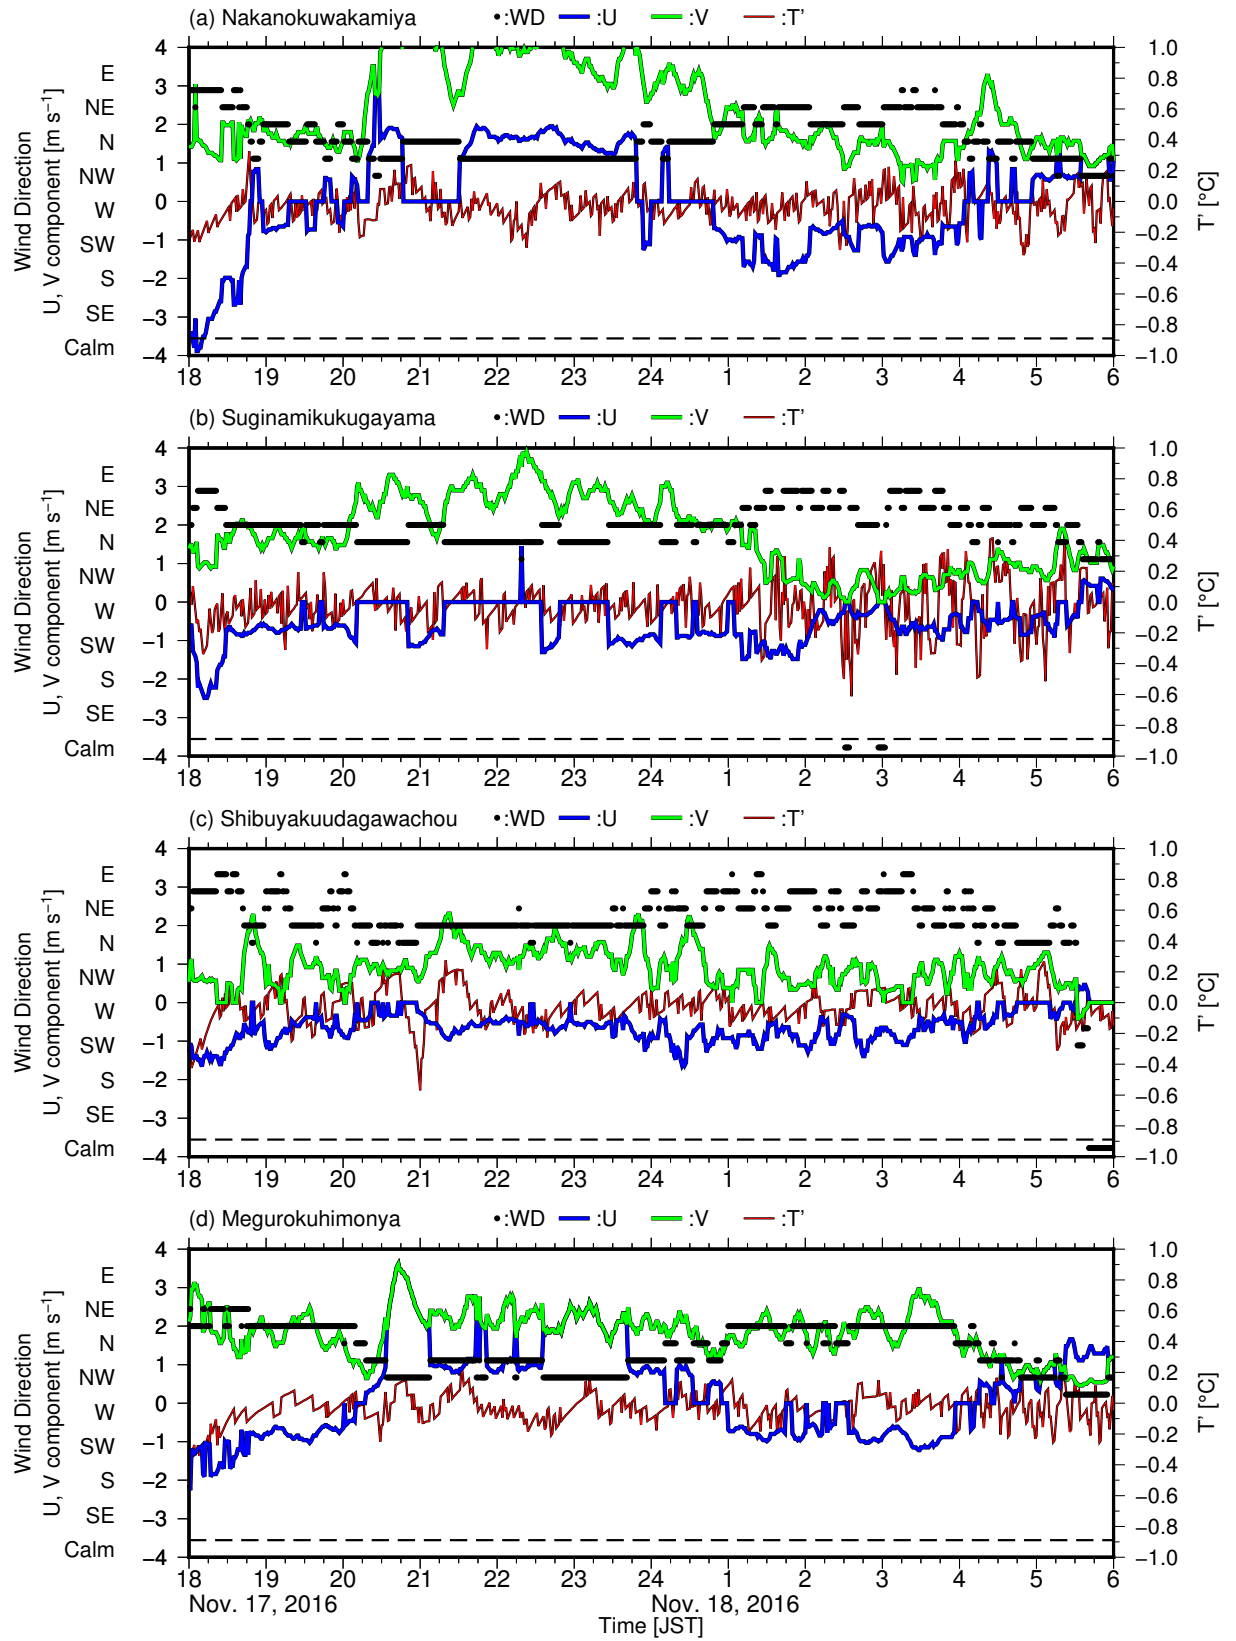 (a) Nakanokuwakamiya •:WD :U :V :T'
4 1.0
E 0.8
3 0.6
NE
2 0.4
N
1 0.2
NW
0 0.0
W
−1 −0.2
SW
−2 −0.4
S
−3 −0.6
SE −0.8
Calm
−4 −1.0
Wind Direction
U, V component [m s⁻¹]
T' [°C]
18 19 20 21 22 23 24 1 2 3 4 5 6
(b) Suginamikukugayama •:WD :U :V :T'
4 1.0
E 0.8
3 0.6
NE
2 0.4
N
1 0.2
NW
0 0.0
W
−1 −0.2
SW
−2 −0.4
S
−3 −0.6
SE −0.8
Calm
−4 −1.0
Wind Direction
U, V component [m s⁻¹]
T' [°C]
18 19 20 21 22 23 24 1 2 3 4 5 6
(c) Shibuyakuudagawachou •:WD :U :V :T'
4 1.0
E 0.8
3 0.6
NE
2 0.4
N
1 0.2
NW
0 0.0
W
−1 −0.2
SW
−2 −0.4
S
−3 −0.6
SE −0.8
Calm
−4 −1.0
Wind Direction
U, V component [m s⁻¹]
T' [°C]
18 19 20 21 22 23 24 1 2 3 4 5 6
(d) Megurokuhimonya •:WD :U :V :T'
4 1.0
E 0.8
3 0.6
NE
2 0.4
N
1 0.2
NW
0 0.0
W
−1 −0.2
SW
−2 −0.4
S
−3 −0.6
SE −0.8
Calm
−4 −1.0
Wind Direction
U, V component [m s⁻¹]
T' [°C]
18 19 20 21 22 23 24 1 2 3 4 5 6
Nov. 17, 2016 Nov. 18, 2016
Time [JST]